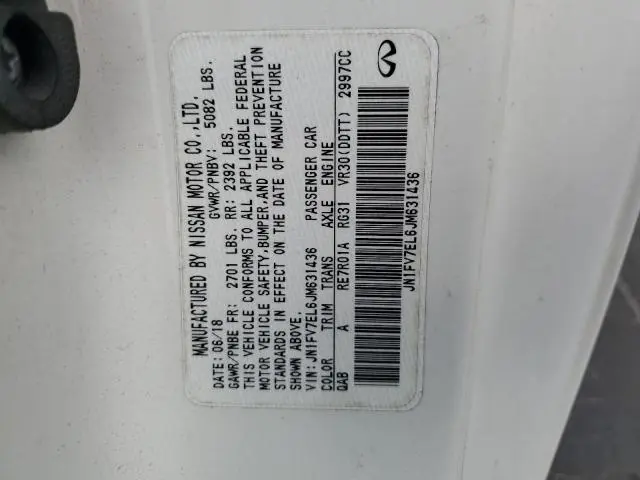 MANUFACTURED BY NISSAN MOTOR CO.,LTD.
DATE: 06/18 GVWR/PNBV: 5082 LBS.
GAWR/PNBE FR: 2701 LBS. RR: 2392 LBS.
THIS VEHICLE CONFORMS TO ALL APPLICABLE FEDERAL
MOTOR VEHICLE SAFETY,BUMPER,AND THEFT PREVENTION
STANDARDS IN EFFECT ON THE DATE OF MANUFACTURE
SHOWN ABOVE.
VIN: JN1FV7EL6JM631436 PASSENGER CAR
COLOR TRIM TRANS AXLE ENGINE
QAB A RE7R01A RG31 VR30(DDTT) 2997CC
JN1FV7EL6JM631436